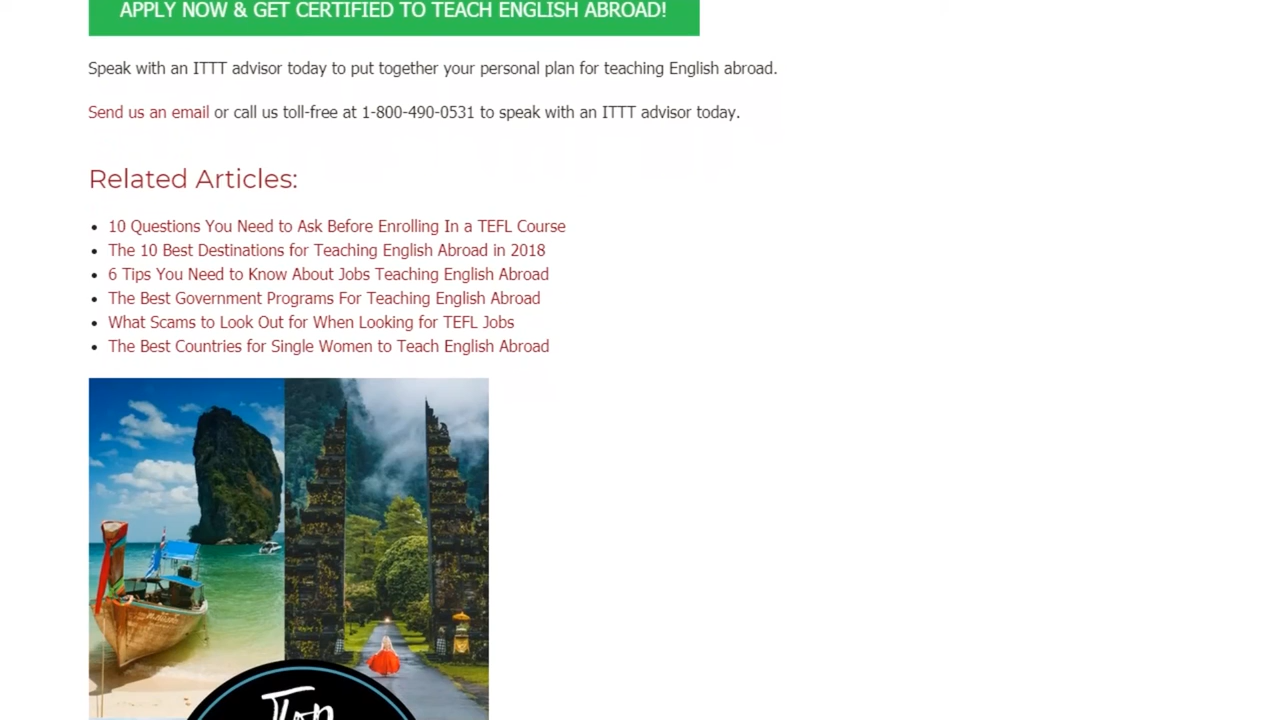 APPLY NOW & GET CERTIFIED TO TEACH ENGLISH ABROAD!
Speak with an ITTT advisor today to put together your personal plan for teaching English abroad.
Send us an email or call us toll-free at 1-800-490-0531 to speak with an ITTT advisor today.
Related Articles:
10 Questions You Need to Ask Before Enrolling In a TEFL Course
The 10 Best Destinations for Teaching English Abroad in 2018
6 Tips You Need to Know About Jobs Teaching English Abroad
The Best Government Programs For Teaching English Abroad
What Scams to Look Out for When Looking for TEFL Jobs
The Best Countries for Single Women to Teach English Abroad
Top